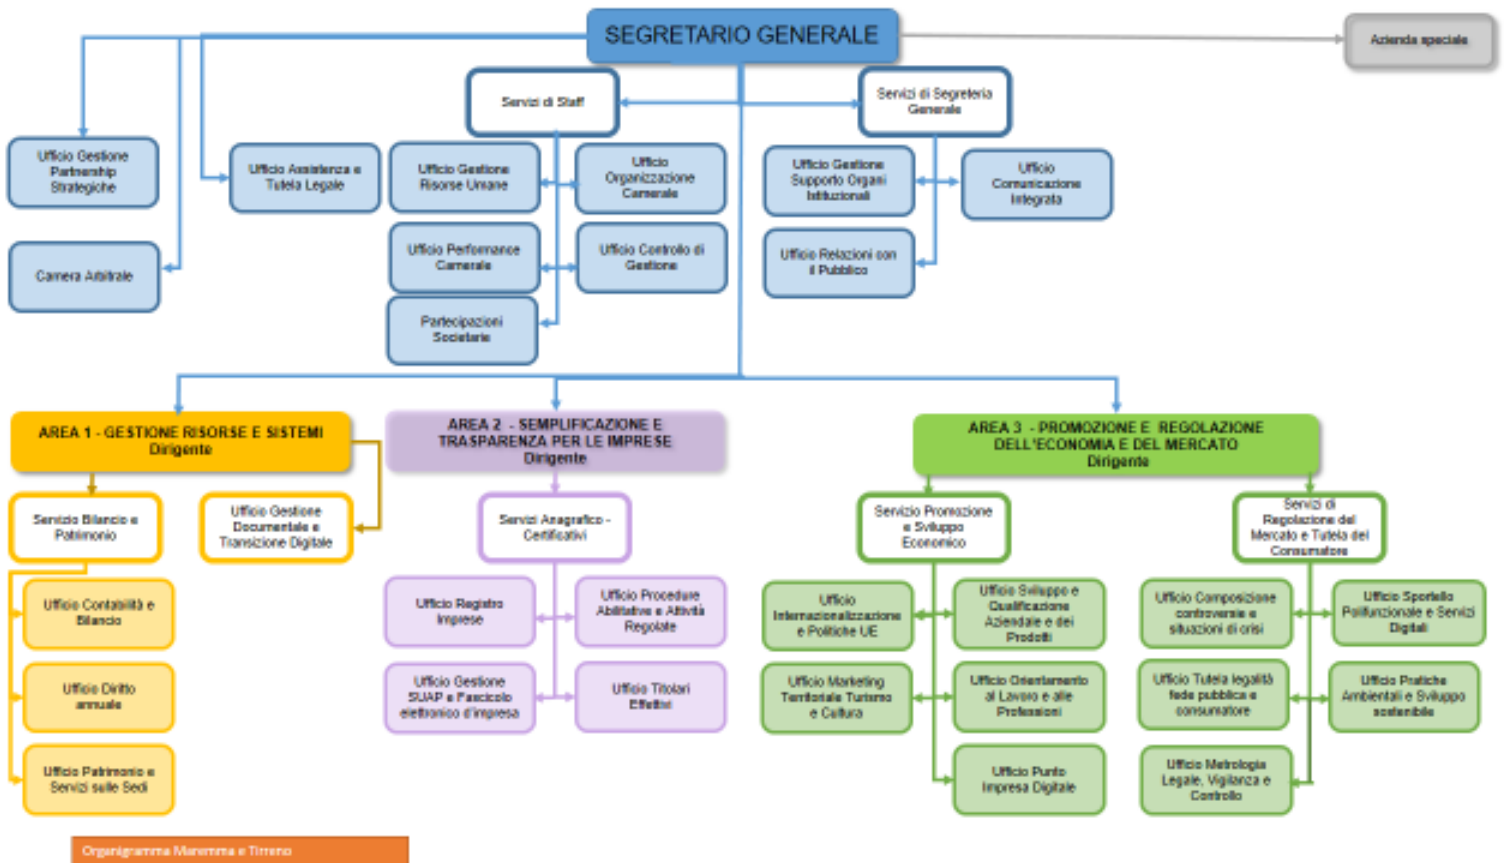 SEGRETARIO GENERALE
Azienda speciale
Servizi di Staff
Servizi di Segreteria
Generale
Ufficio Gestione
Partnership
Strategiche
Ufficio Assistenza e
Tutela Legale
Ufficio Gestione
Risorse Umane
Ufficio
Organizzazione
Camerale
Ufficio Gestione
Supporto Organi
Istituzionali
Ufficio
Comunicazione
Integrata
Camera Arbitrale
Ufficio Performance
Camerale
Ufficio Controllo di
Gestione
Ufficio Relazioni con
il Pubblico
Partecipazioni
Societarie
AREA 1 - GESTIONE RISORSE E SISTEMI
Dirigente
AREA 2 - SEMPLIFICAZIONE E
TRASPARENZA PER LE IMPRESE
Dirigente
AREA 3 - PROMOZIONE E REGOLAZIONE
DELL'ECONOMIA E DEL MERCATO
Dirigente
Servizio Bilancio e
Patrimonio
Ufficio Gestione
Documentale e
Transizione Digitale
Servizi Anagrafico -
Certificativi
Servizio Promozione
e Sviluppo
Economico
Servizi di
Regolazione del
Mercato e Tutela del
Consumatore
Ufficio Contabilità e
Bilancio
Ufficio Diritto
annuale
Ufficio Patrimonio e
Servizi sulle Sedi
Ufficio Registro
Imprese
Ufficio Procedure
Abilitative e Attività
Regolate
Ufficio Gestione
SUAP e Fascicolo
elettronico d'impresa
Ufficio Titolari
Effettivi
Ufficio
Internazionalizzazione
e Politiche UE
Ufficio Sviluppo e
Qualificazione
Aziendale e dei
Prodotti
Ufficio Marketing
Territoriale Turismo
e Cultura
Ufficio Orientamento
al Lavoro e alle
Professioni
Ufficio Punto
Impresa Digitale
Ufficio Composizione
controversie e
situazioni di crisi
Ufficio Sportello
Polifunzionale e Servizi
Digitali
Ufficio Tutela legalità
fede pubblica e
consumatore
Ufficio Pratiche
Ambientali e Sviluppo
sostenibile
Ufficio Metrologia
Legale, Vigilanza e
Controllo
Organigramma Maremma e Tirreno